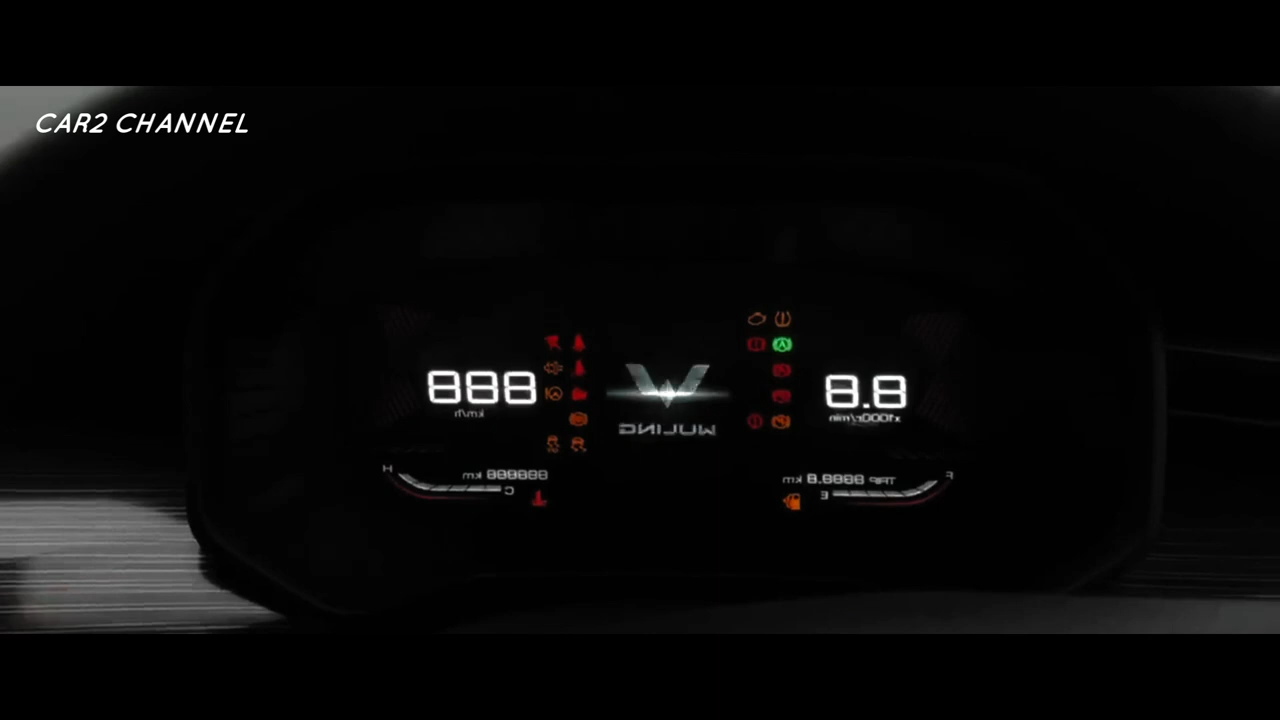 CAR2 CHANNEL
888
km/h
WULING
8.8
x1000r/min
H
888888 km
C
TRIP 8.8888 km
E
F